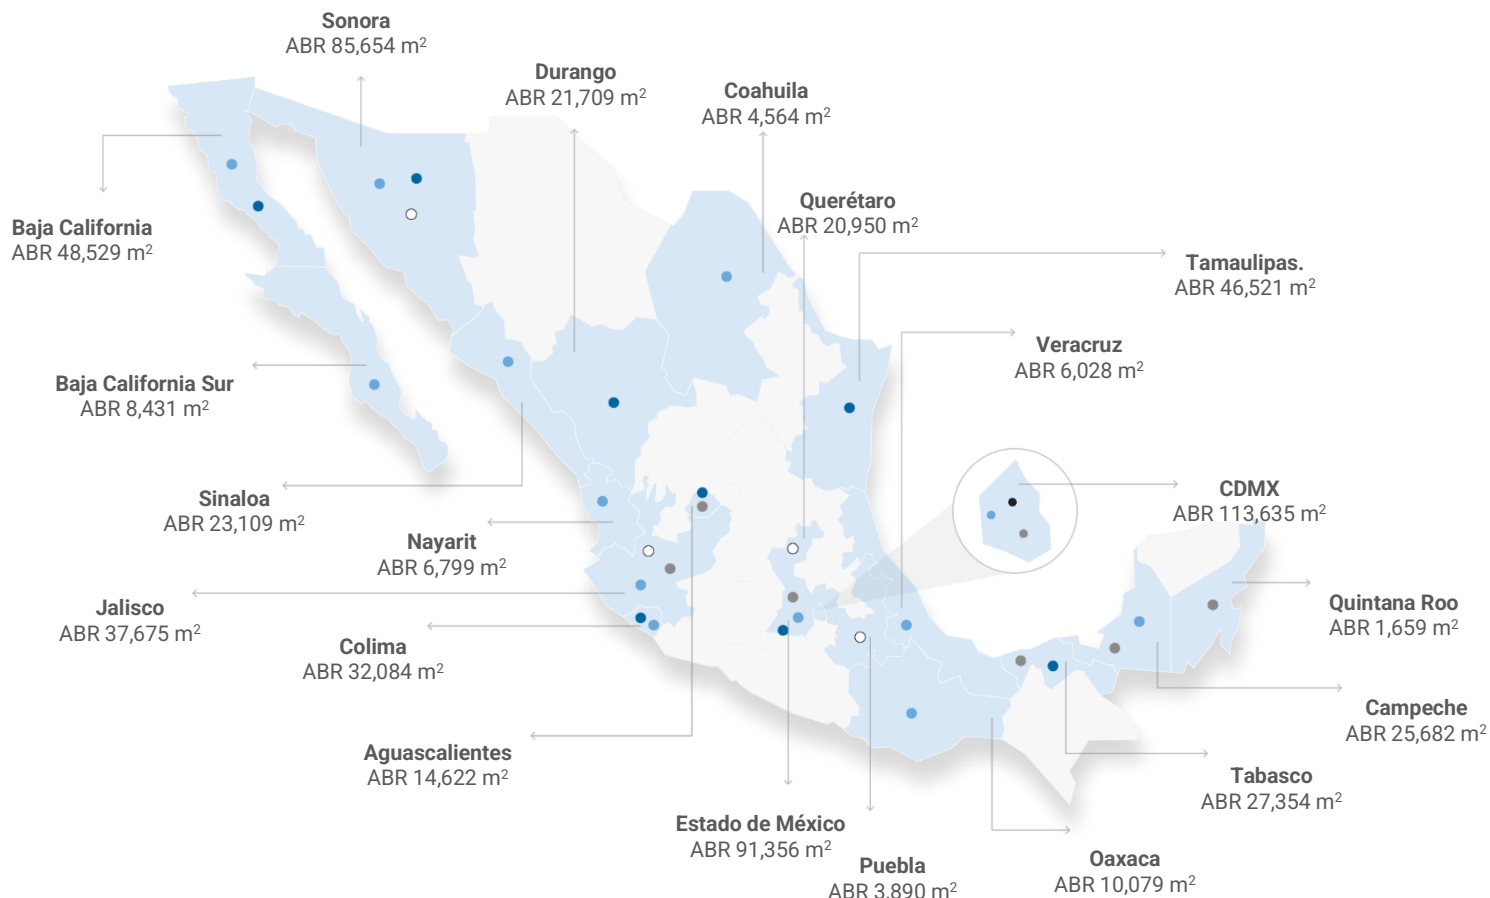 Sonora
ABR 85,654 m²
Durango
ABR 21,709 m²
Coahuila
ABR 4,564 m²
Querétaro
ABR 20,950 m²
Baja California
ABR 48,529 m²
Tamaulipas.
ABR 46,521 m²
Veracruz
ABR 6,028 m²
Baja California Sur
ABR 8,431 m²
Sinaloa
ABR 23,109 m²
CDMX
ABR 113,635 m²
Nayarit
ABR 6,799 m²
Jalisco
ABR 37,675 m²
Quintana Roo
ABR 1,659 m²
Colima
ABR 32,084 m²
Campeche
ABR 25,682 m²
Aguascalientes
ABR 14,622 m²
Tabasco
ABR 27,354 m²
Estado de México
ABR 91,356 m²
Puebla
ABR 3,890 m²
Oaxaca
ABR 10,079 m²